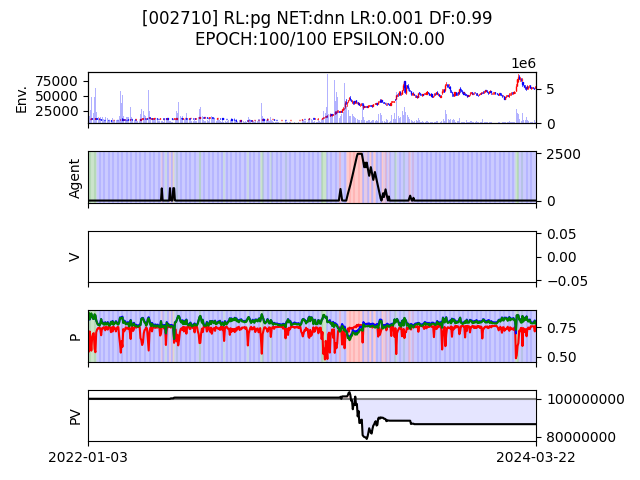 [002710] RL:pg NET:dnn LR:0.001 DF:0.99
EPOCH:100/100 EPSILON:0.00
1e6
Env.
75000
50000
25000
5
0
Agent
2500
0
V
0.05
0.00
−0.05
P
0.75
0.50
PV
100000000
80000000
2022-01-03
2024-03-22